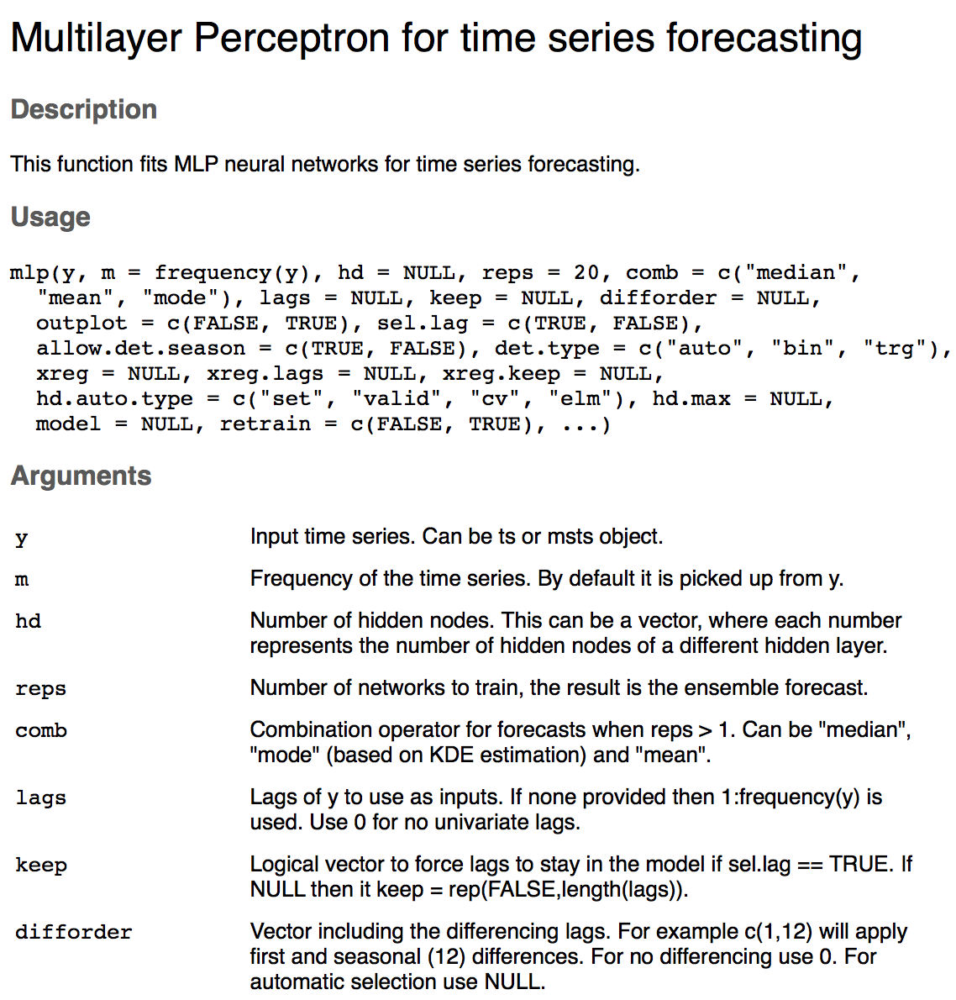 Multilayer Perceptron for time series forecasting
Description
This function fits MLP neural networks for time series forecasting.
Usage
mlp(y, m = frequency(y), hd = NULL, reps = 20, comb = c("median",
"mean", "mode"), lags = NULL, keep = NULL, difforder = NULL,
outplot = c(FALSE, TRUE), sel.lag = c(TRUE, FALSE),
allow.det.season = c(TRUE, FALSE), det.type = c("auto", "bin", "trg"),
xreg = NULL, xreg.lags = NULL, xreg.keep = NULL,
hd.auto.type = c("set", "valid", "cv", "elm"), hd.max = NULL,
model = NULL, retrain = c(FALSE, TRUE), ...)
Arguments
y Input time series. Can be ts or msts object.
m Frequency of the time series. By default it is picked up from y.
hd Number of hidden nodes. This can be a vector, where each number
represents the number of hidden nodes of a different hidden layer.
reps Number of networks to train, the result is the ensemble forecast.
comb Combination operator for forecasts when reps > 1. Can be "median",
"mode" (based on KDE estimation) and "mean".
lags Lags of y to use as inputs. If none provided then 1:frequency(y) is
used. Use 0 for no univariate lags.
keep Logical vector to force lags to stay in the model if sel.lag == TRUE. If
NULL then it keep = rep(FALSE,length(lags)).
difforder Vector including the differencing lags. For example c(1,12) will apply
first and seasonal (12) differences. For no differencing use 0. For
automatic selection use NULL.